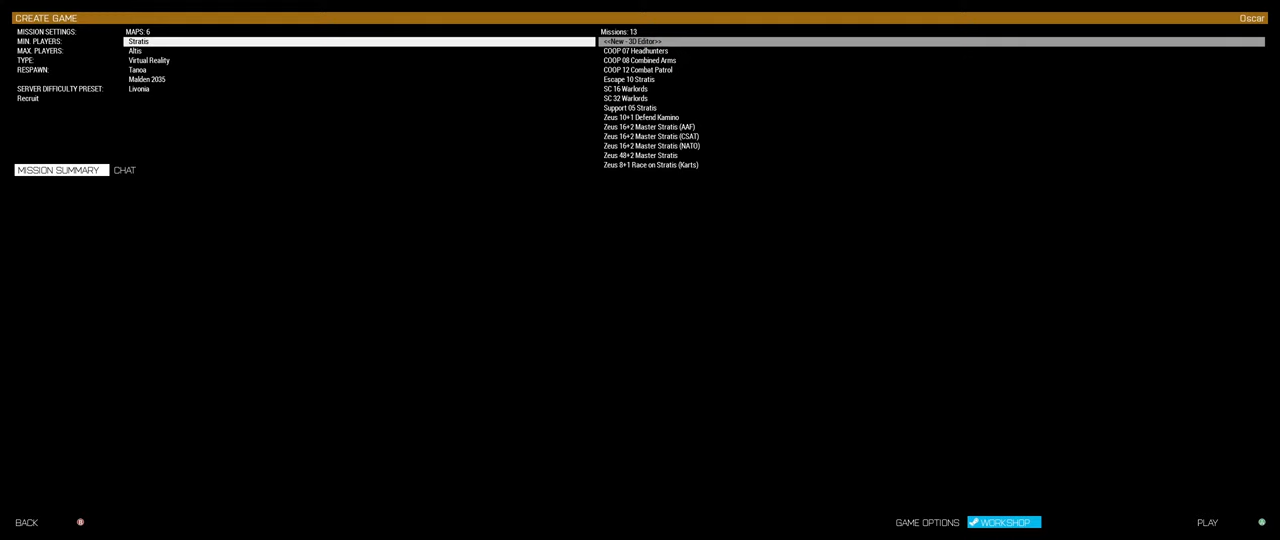 CREATE GAME
Oscar
MISSION SETTINGS:
MIN. PLAYERS:
MAX. PLAYERS:
TYPE:
RESPAWN:
SERVER DIFFICULTY PRESET:
Recruit
MAPS: 6
Stratis
Altis
Virtual Reality
Tanoa
Malden 2035
Livonia
Missions: 13
<<New - 3D Editor>>
COOP 07 Headhunters
COOP 08 Combined Arms
COOP 12 Combat Patrol
Escape 10 Stratis
SC 16 Warlords
SC 32 Warlords
Support 05 Stratis
Zeus 10+1 Defend Kamino
Zeus 16+2 Master Stratis (AAF)
Zeus 16+2 Master Stratis (CSAT)
Zeus 16+2 Master Stratis (NATO)
Zeus 48+2 Master Stratis
Zeus 8+1 Race on Stratis (Karts)
MISSION SUMMARY CHAT
BACK B GAME OPTIONS WORKSHOP PLAY A